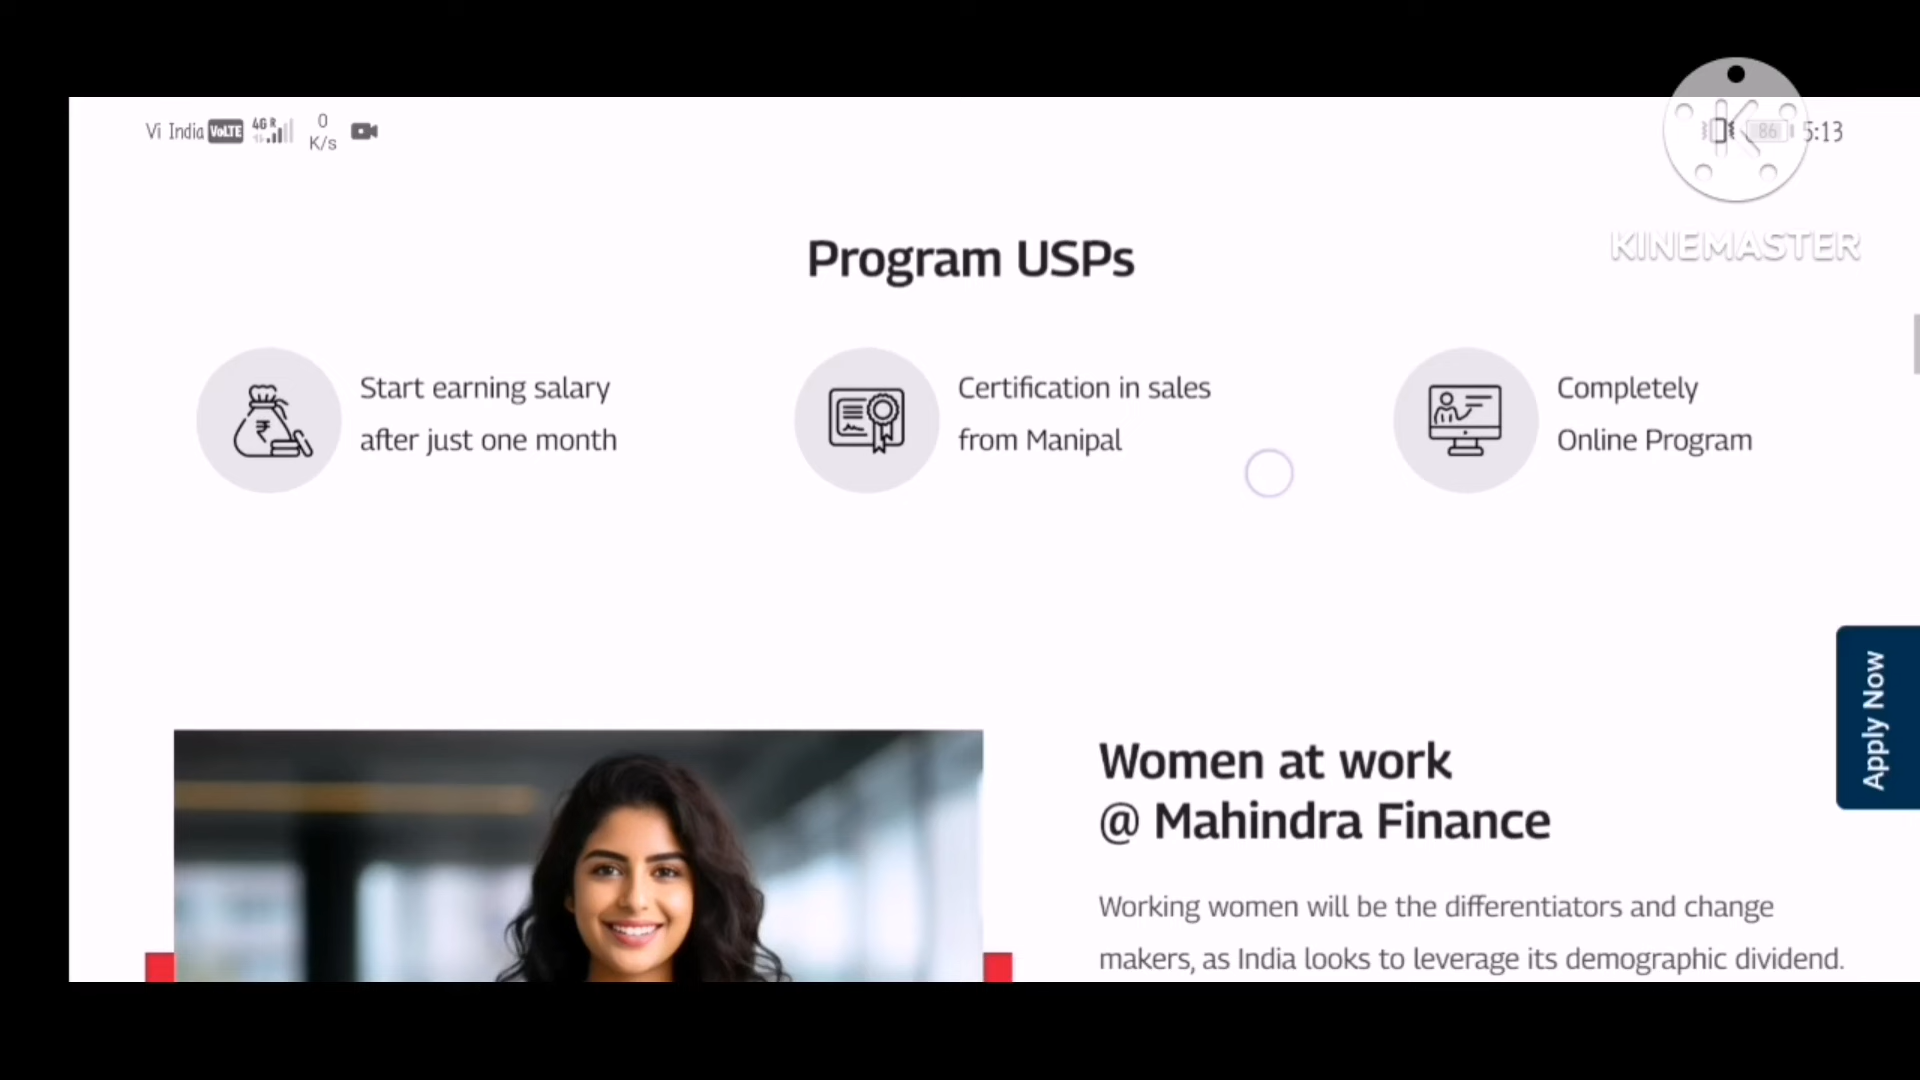 Vi India VoLTE 4G R 0 K/s 86 5:13
KINEMASTER
Program USPs
Start earning salary
after just one month
Certification in sales
from Manipal
Completely
Online Program
Apply Now
Women at work
@ Mahindra Finance
Working women will be the differentiators and change
makers, as India looks to leverage its demographic dividend.